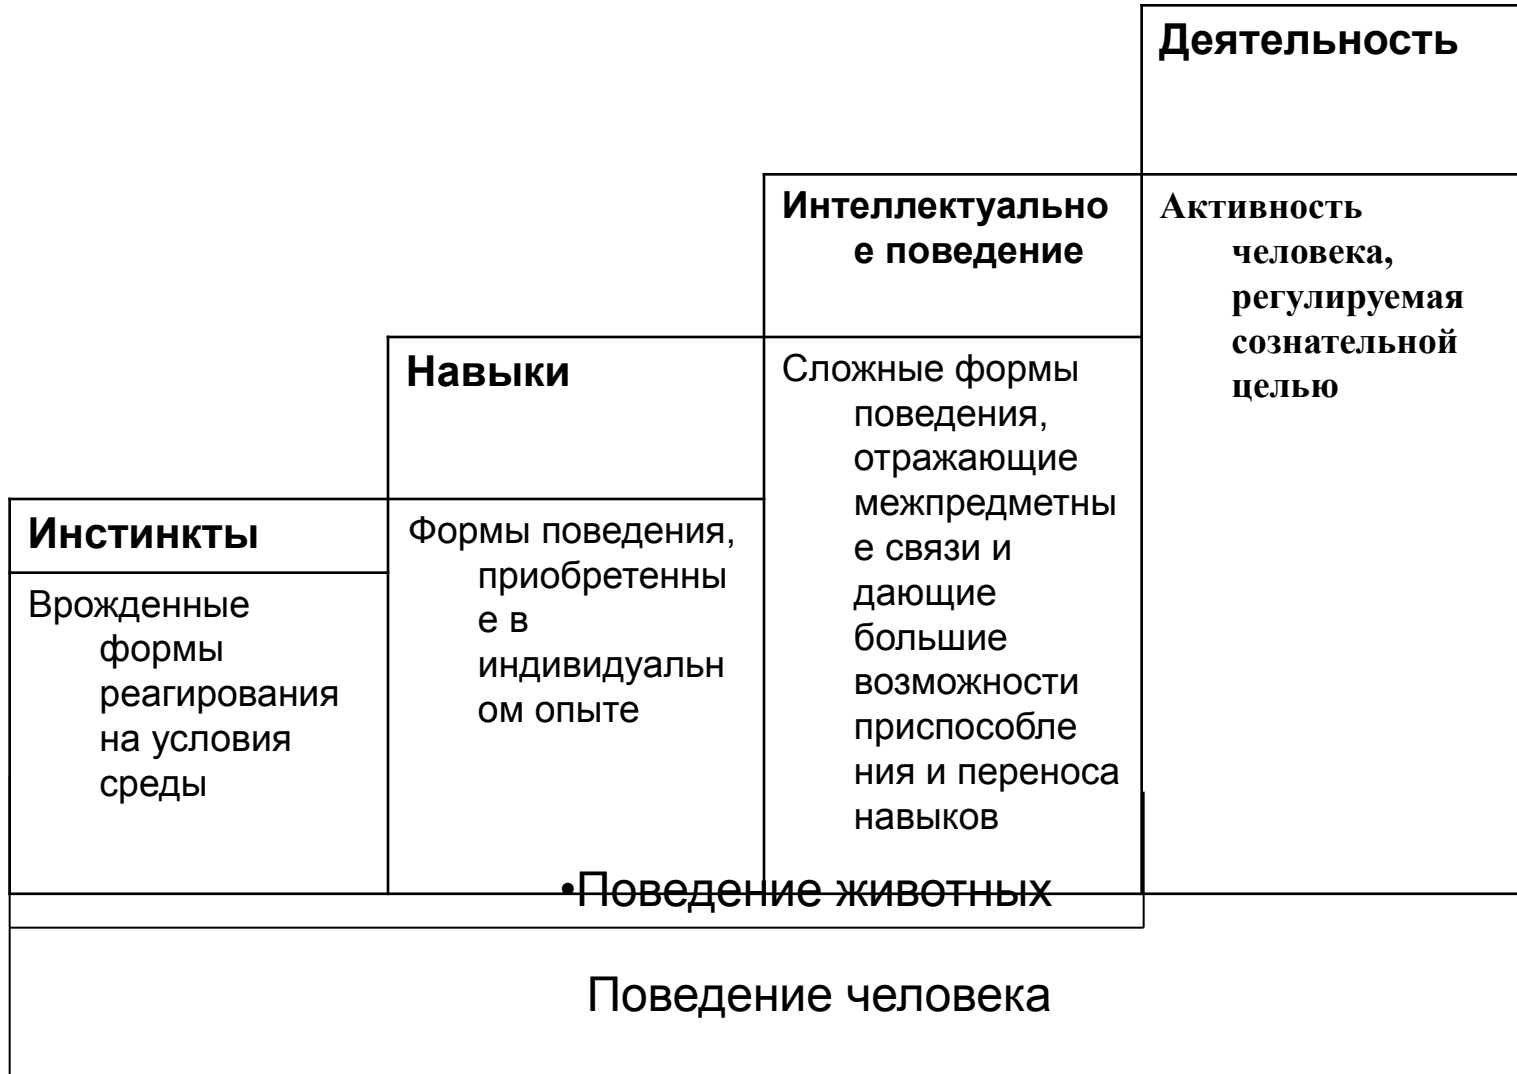 Инстинкты
Врожденные
формы
реагирования
на условия
среды
Навыки
Формы поведения,
приобретенны
е в
индивидуальн
ом опыте
Интеллектуально
е поведение
Сложные формы
поведения,
отражающие
межпредметны
е связи и
дающие
большие
возможности
приспособле
ния и переноса
навыков
Деятельность
Активность
человека,
регулируемая
сознательной
целью
•Поведение животных
Поведение человека